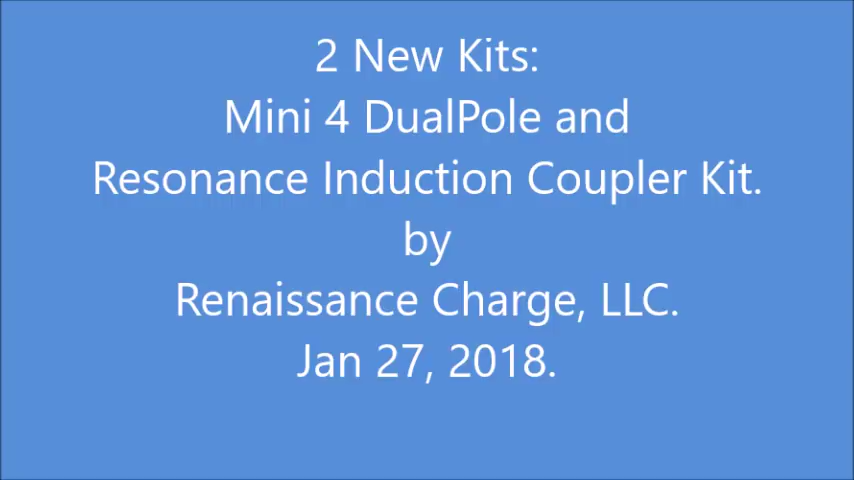 2 New Kits:
Mini 4 DualPole and
Resonance Induction Coupler Kit.
by
Renaissance Charge, LLC.
Jan 27, 2018.